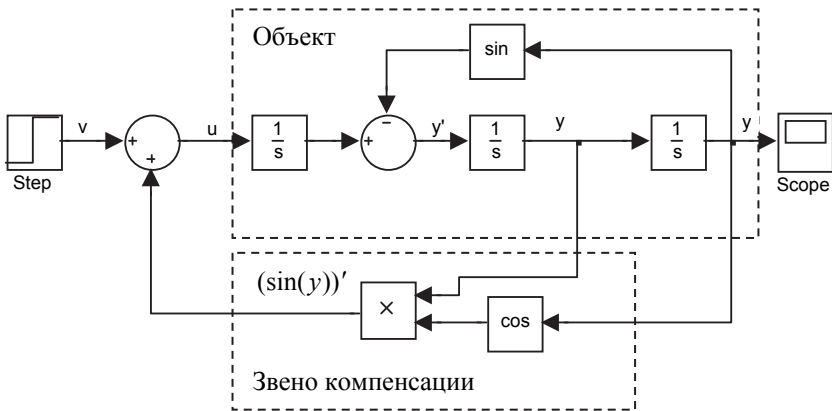 Объект
sin
v
+
+
u
1
s
+
−
y'
1
s
y
1
s
y
Step
Scope
(sin(y))′
×
cos
Звено компенсации